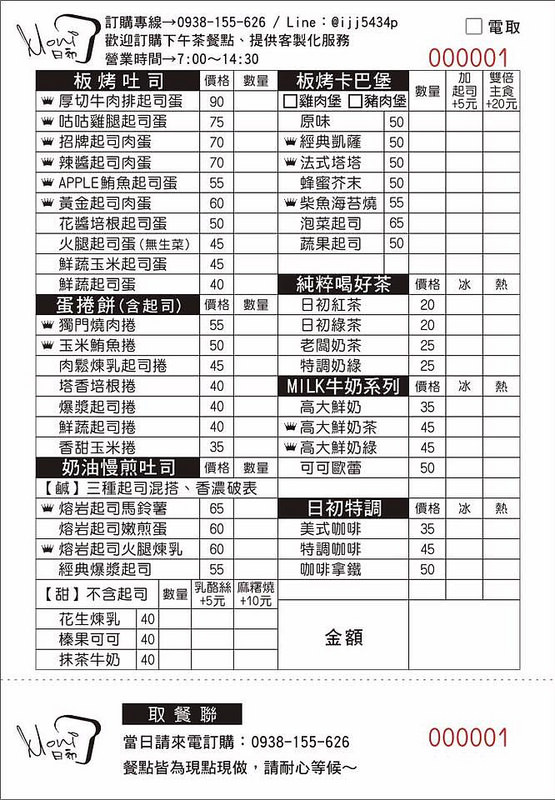 Moni
日初
訂購專線→0938-155-626 / Line：@ijj5434p
歡迎訂購下午茶餐點、提供客製化服務
營業時間→7:00～14:30
電取
000001
板烤吐司 價格 數量
厚切牛肉排起司蛋 90
咕咕雞腿起司蛋 75
招牌起司肉蛋 70
辣醬起司肉蛋 70
APPLE鮪魚起司蛋 55
黃金起司肉蛋 60
花醬培根起司蛋 50
火腿起司蛋(無生菜) 45
鮮蔬玉米起司蛋 45
鮮蔬起司蛋 40
蛋捲餅(含起司) 價格 數量
獨門燒肉捲 55
玉米鮪魚捲 50
肉鬆煉乳起司捲 45
塔香培根捲 40
爆漿起司捲 40
鮮蔬起司捲 40
香甜玉米捲 35
奶油慢煎吐司 價格 數量
【鹹】三種起司混搭、香濃破表
熔岩起司馬鈴薯 65
熔岩起司嫩煎蛋 60
熔岩起司火腿煉乳 60
經典爆漿起司 55
【甜】不含起司 數量 乳酪絲+5元 麻糬燒+10元
花生煉乳 40
榛果可可 40
抹茶牛奶 40
板烤卡巴堡 數量 加起司+5元 雙倍主食+20元
雞肉堡 豬肉堡
原味 50
經典凱薩 50
法式塔塔 50
蜂蜜芥末 50
柴魚海苔燒 55
泡菜起司 65
蔬果起司 50
純粹喝好茶 價格 冰 熱
日初紅茶 20
日初綠茶 20
老闆奶茶 25
特調奶綠 25
MILK牛奶系列 價格 冰 熱
高大鮮奶 35
高大鮮奶茶 45
高大鮮奶綠 45
可可歐蕾 50
日初特調 價格 冰 熱
美式咖啡 35
特調咖啡 45
咖啡拿鐵 50
金額
Moni
日初
取餐聯
當日請來電訂購：0938-155-626
餐點皆為現點現做，請耐心等候～
000001